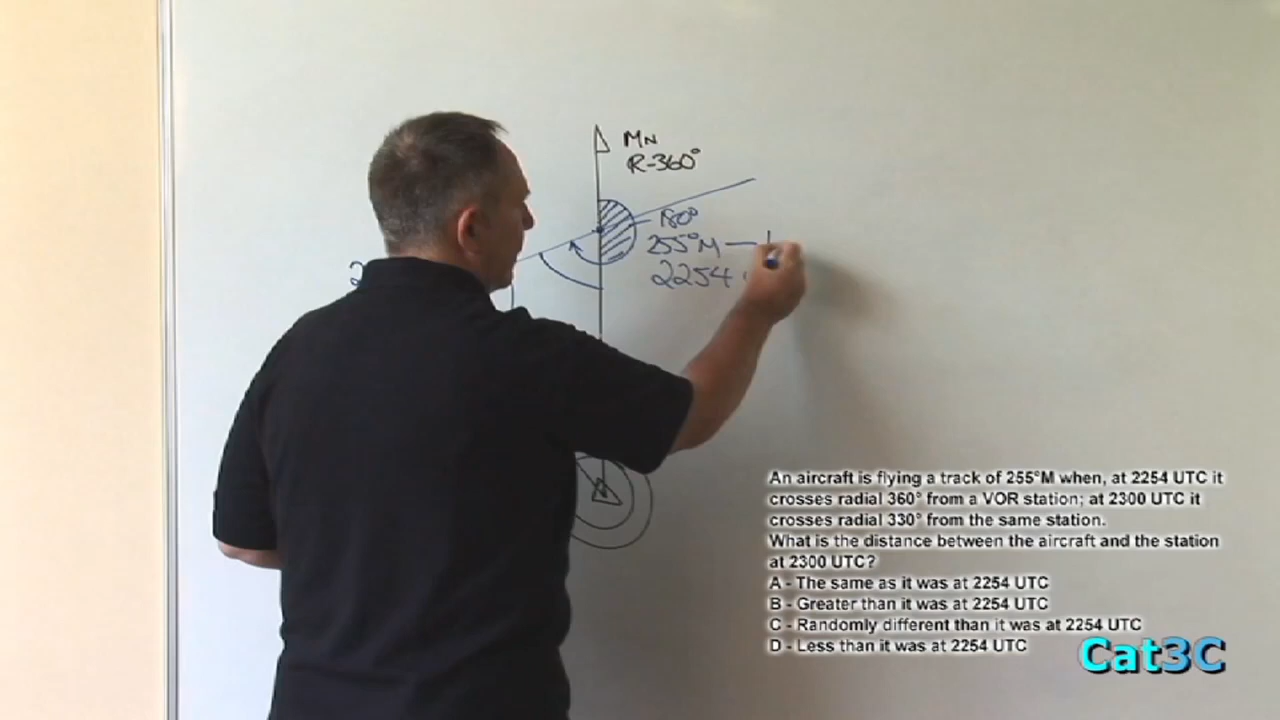 MN
R-360°
180°
255°M
2254
An aircraft is flying a track of 255°M when, at 2254 UTC it
crosses radial 360° from a VOR station; at 2300 UTC it
crosses radial 330° from the same station.
What is the distance between the aircraft and the station
at 2300 UTC?
A - The same as it was at 2254 UTC
B - Greater than it was at 2254 UTC
C - Randomly different than it was at 2254 UTC
D - Less than it was at 2254 UTC
Cat3C